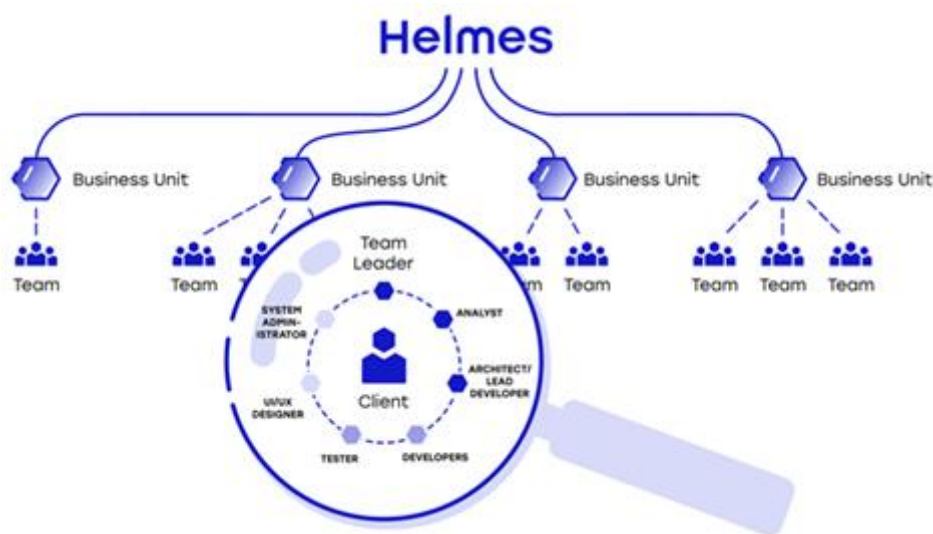 Helmes
Business Unit
Business Unit
Business Unit
Business Unit
Team
Team
Team
Team
Team
Team
Team Leader
ANALYST
ARCHITECT/
LEAD
DEVELOPER
DEVELOPERS
TESTER
UI/UX
DESIGNER
SYSTEM
ADMIN-
ISTRATOR
Client